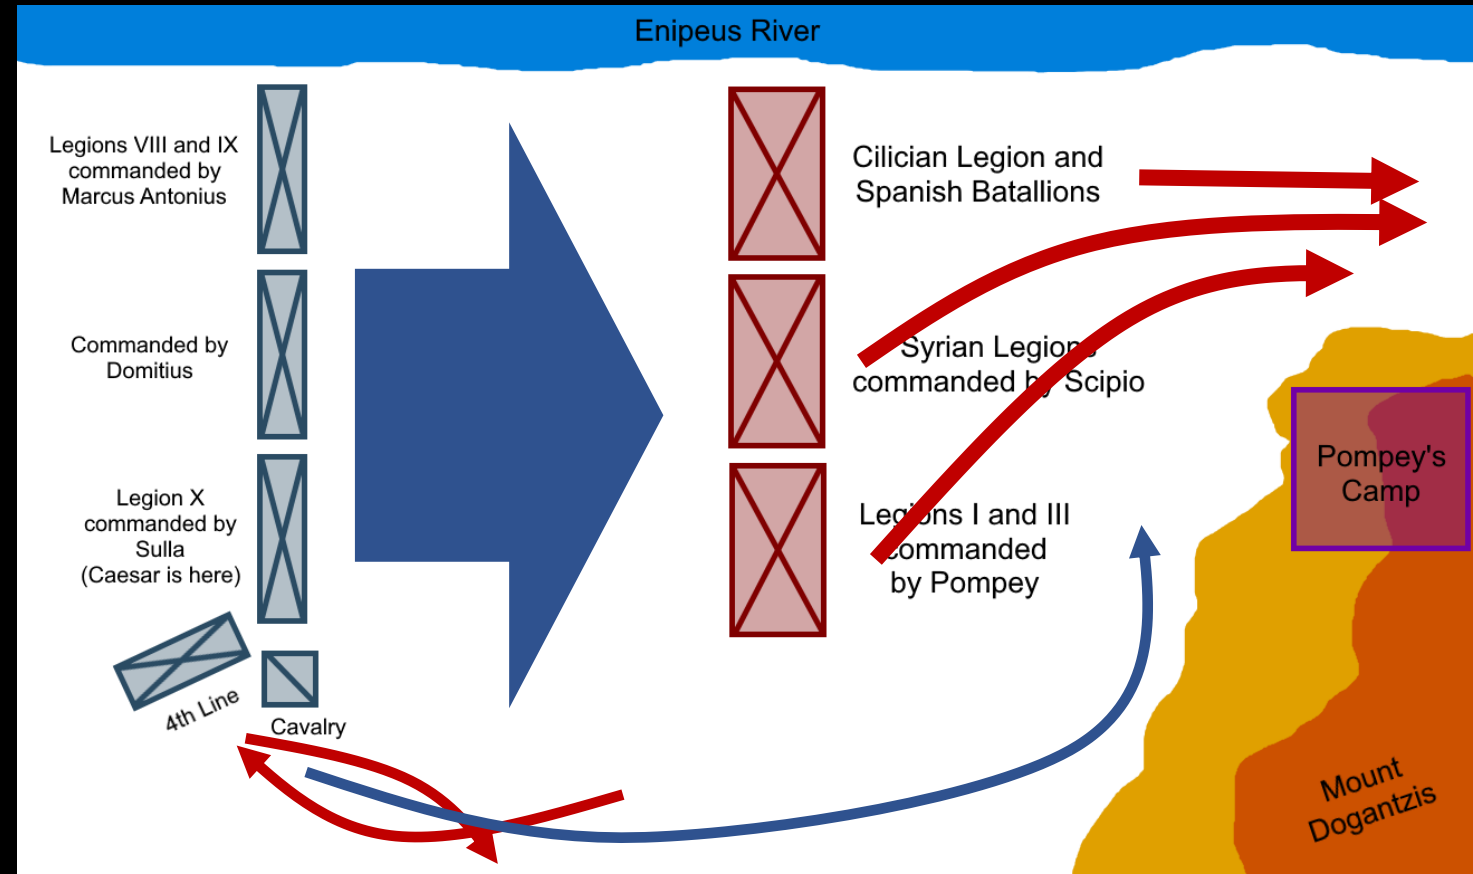 Enipeus River
Legions VIII and IX
commanded by
Marcus Antonius
Cilician Legion and
Spanish Batallions
Commanded by
Domitius
Syrian Legions
commanded by Scipio
Pompey's
Camp
Legion X
commanded by
Sulla
(Caesar is here)
Legions I and III
commanded
by Pompey
4th Line
Cavalry
Mount
Dogantzis